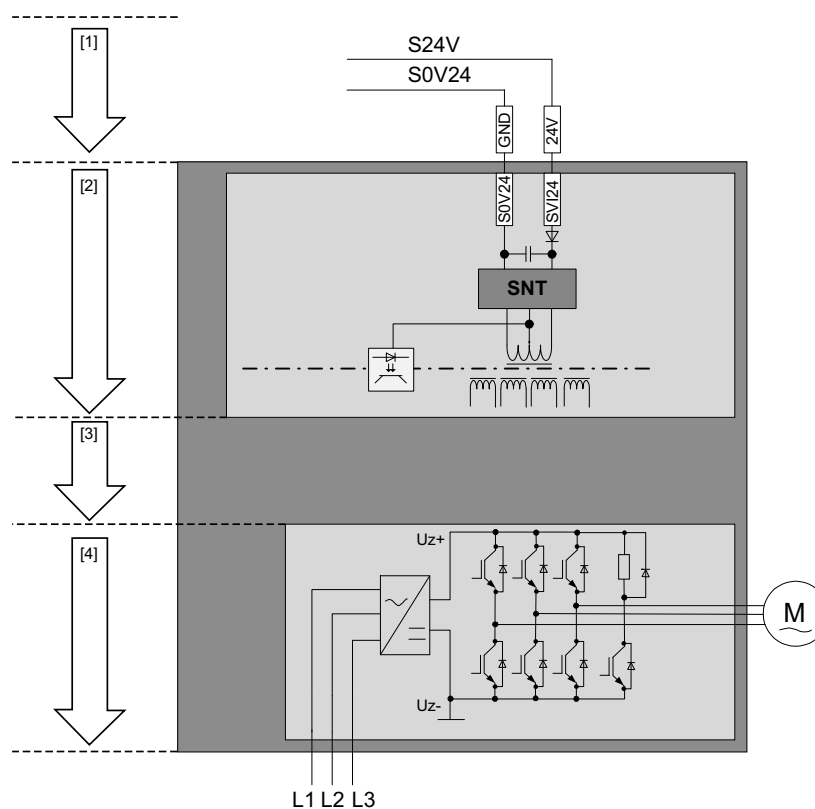 [1]
S24V
S0V24
GND
24V
[2]
S0V24
SVI24
SNT
[3]
[4]
Uz+
M
Uz-
L1 L2 L3